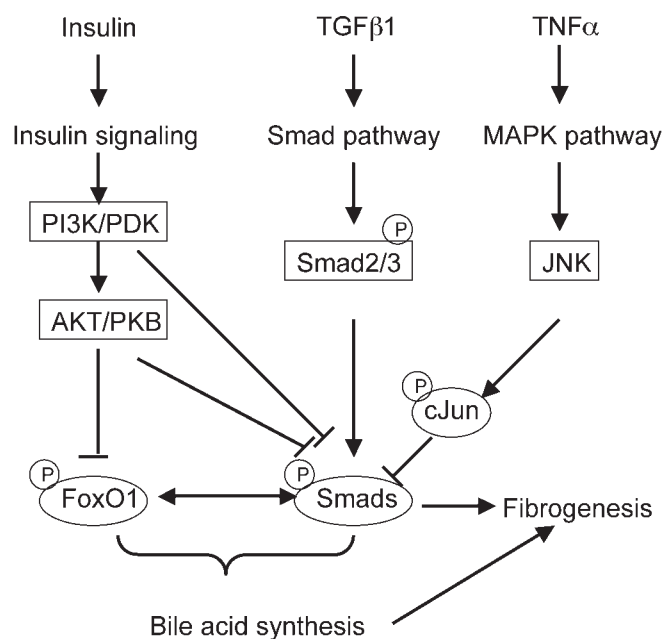 Insulin TGFβ1 TNFα
Insulin signaling Smad pathway MAPK pathway
PI3K/PDK P
Smad2/3 JNK
AKT/PKB
P
cJun
P P
FoxO1 Smads
Fibrogenesis
Bile acid synthesis